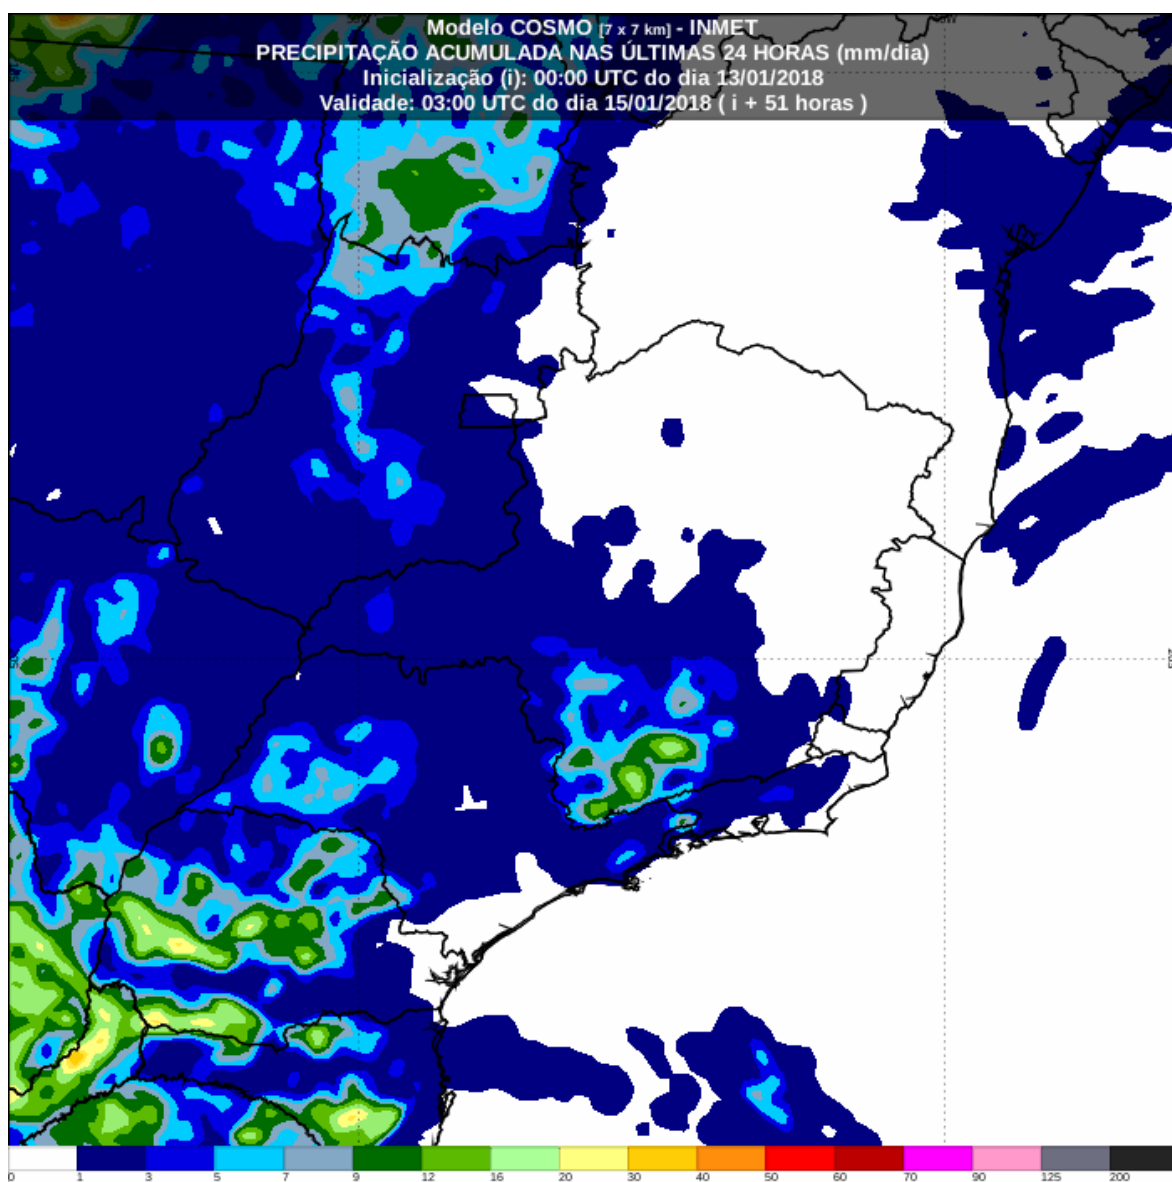 Modelo COSMO [7 x 7 km] - INMET
PRECIPITAÇÃO ACUMULADA NAS ÚLTIMAS 24 HORAS (mm/dia)
Inicialização (i): 00:00 UTC do dia 13/01/2018
Validade: 03:00 UTC do dia 15/01/2018 ( i + 51 horas )
0 1 3 5 7 9 12 16 20 30 40 50 60 70 90 125 200